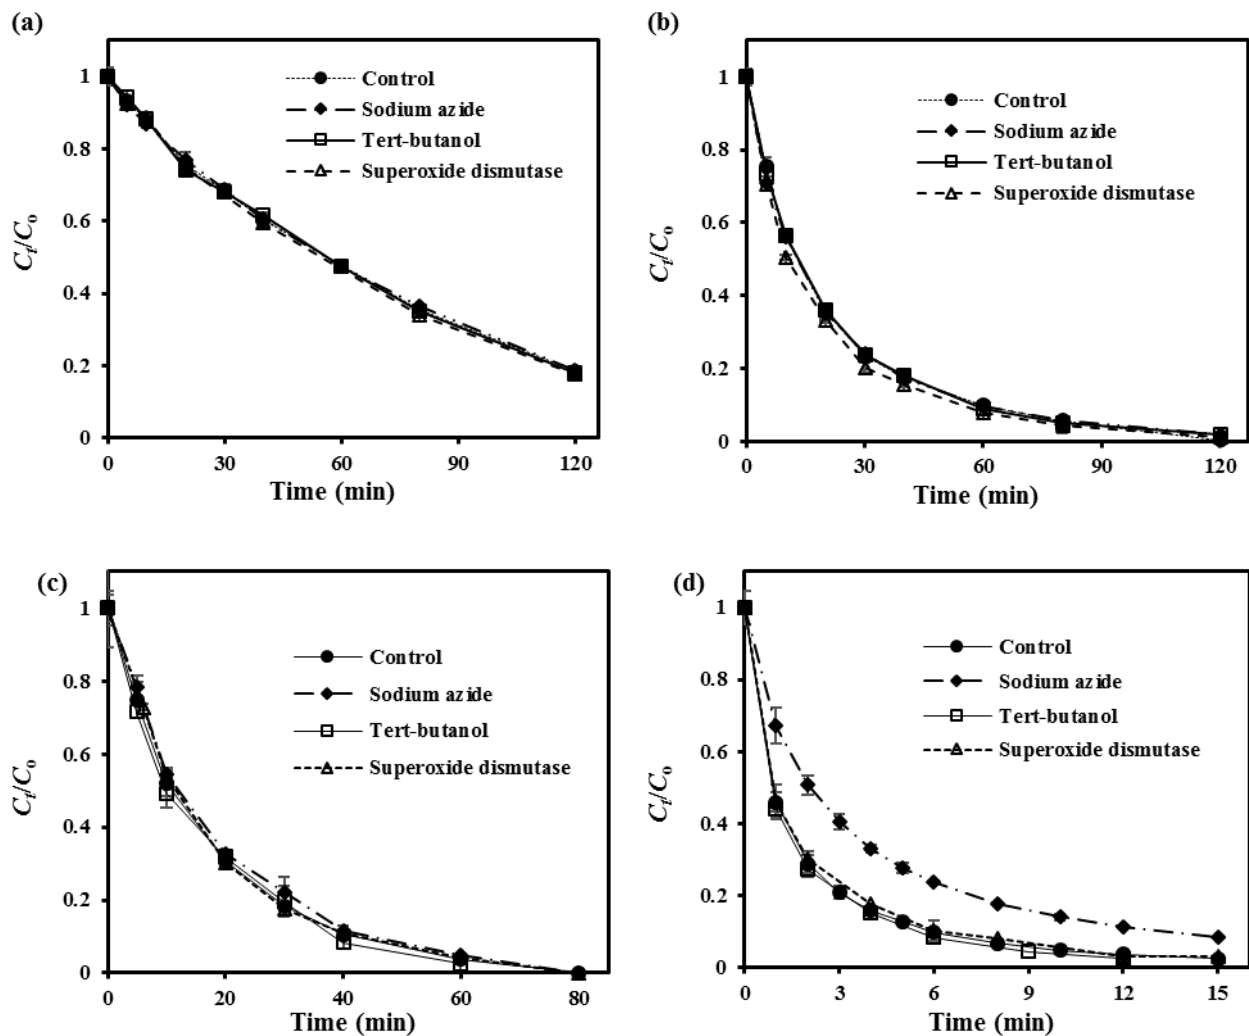 (a)
1
0.8
0.6
0.4
0.2
0
Cₜ/Cₒ
Control
Sodium azide
Tert-butanol
Superoxide dismutase
0 30 60 90 120
Time (min)
(b)
1
0.8
0.6
0.4
0.2
0
Cₜ/Cₒ
Control
Sodium azide
Tert-butanol
Superoxide dismutase
0 30 60 90 120
Time (min)
(c)
1
0.8
0.6
0.4
0.2
0
Cₜ/Cₒ
Control
Sodium azide
Tert-butanol
Superoxide dismutase
0 20 40 60 80
Time (min)
(d)
1
0.8
0.6
0.4
0.2
0
Cₜ/Cₒ
Control
Sodium azide
Tert-butanol
Superoxide dismutase
0 3 6 9 12 15
Time (min)